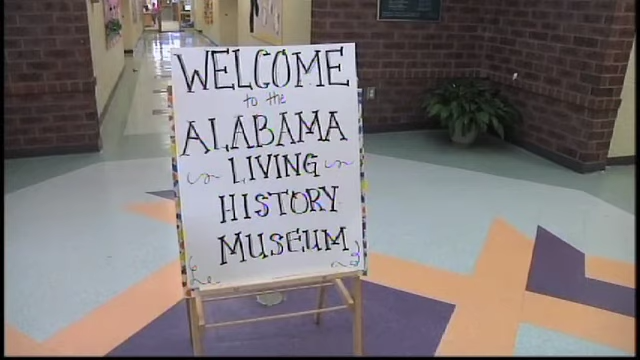 WELCOME
to the
ALABAMA
LIVING
HISTORY
MUSEUM